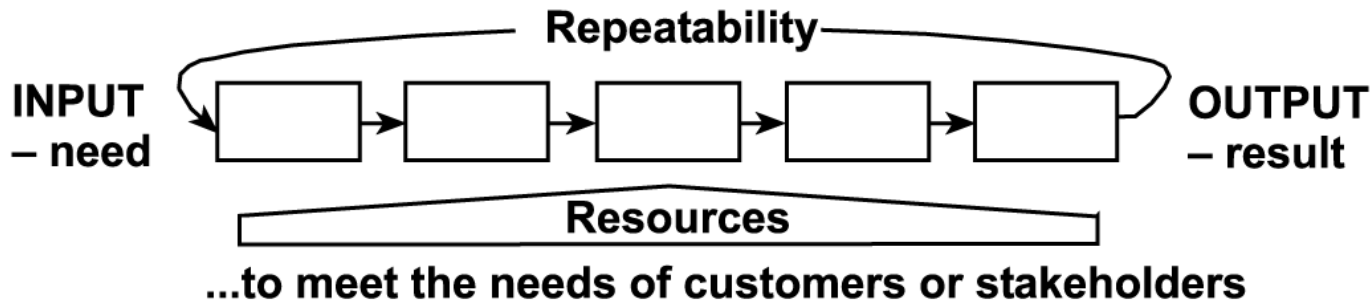 Repeatability
INPUT
– need
OUTPUT
– result
Resources
...to meet the needs of customers or stakeholders